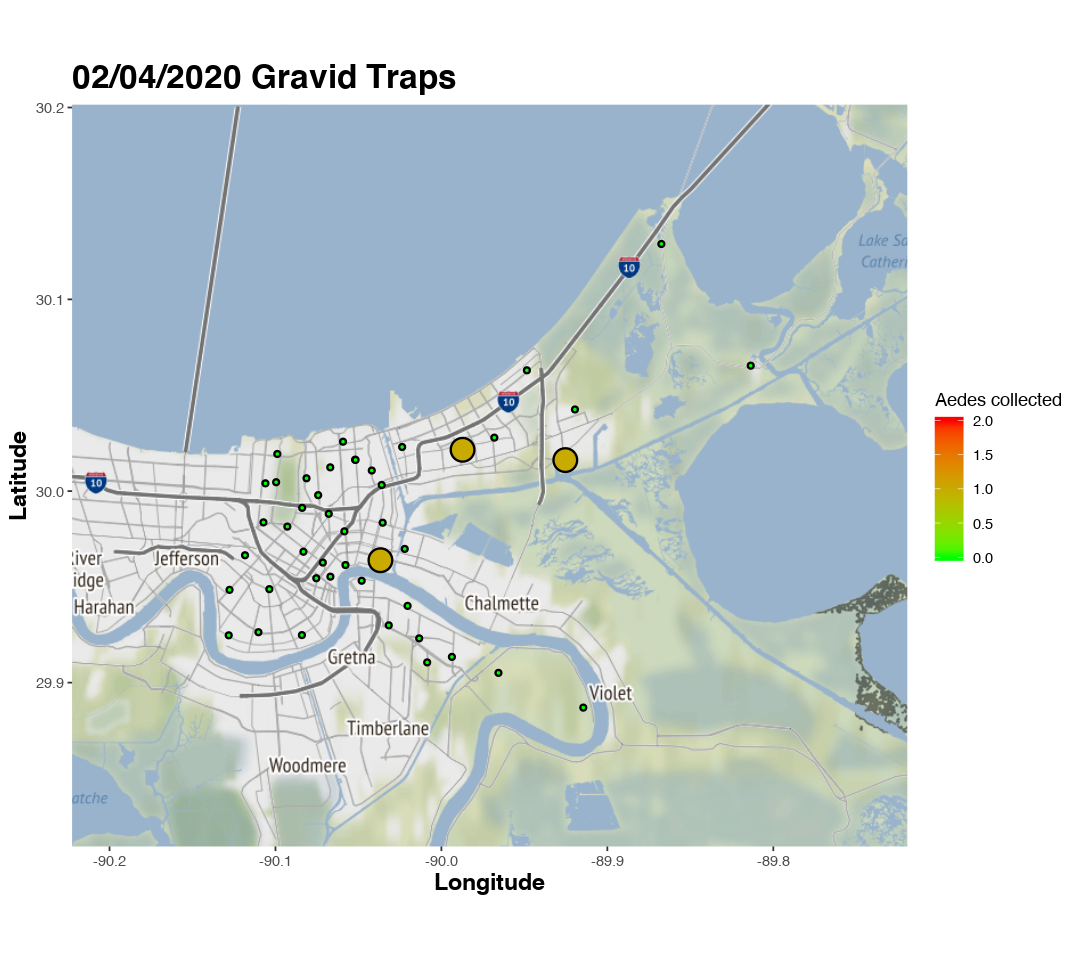 02/04/2020 Gravid Traps
30.2
30.1
30.0
29.9
Latitude
-90.2
-90.1
-90.0
-89.9
-89.8
Longitude
Lake Sa
Catheri
10
10
10
River
idge
Jefferson
Harahan
Chalmette
Gretna
Violet
Timberlane
Woodmere
atche
Aedes collected
2.0
1.5
1.0
0.5
0.0